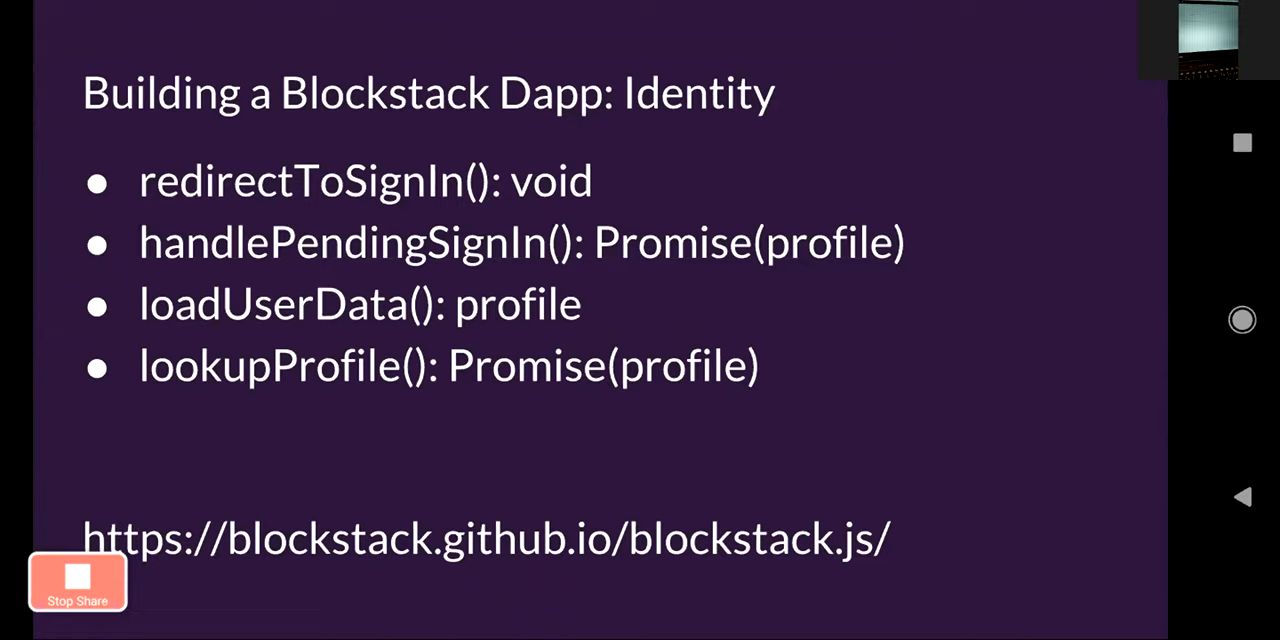 Building a Blockstack Dapp: Identity
● redirectToSignIn(): void
● handlePendingSignIn(): Promise(profile)
● loadUserData(): profile
● lookupProfile(): Promise(profile)
https://blockstack.github.io/blockstack.js/
Stop Share